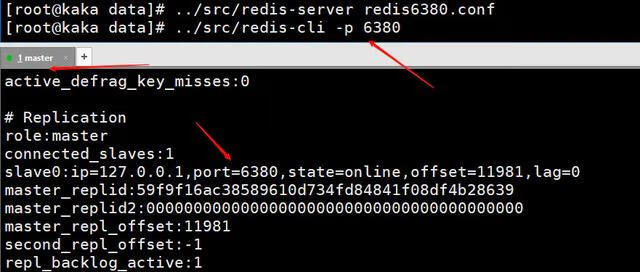 [root@kaka data]# ../src/redis-server redis6380.conf
[root@kaka data]# ../src/redis-cli -p 6380
1 master × +
active_defrag_key_misses:0
# Replication
role:master
connected_slaves:1
slave0:ip=127.0.0.1,port=6380,state=online,offset=11981,lag=0
master_replid:59f9f16ac38589610d734fd84841f08df4b28639
master_replid2:0000000000000000000000000000000000000000
master_repl_offset:11981
second_repl_offset:-1
repl_backlog_active:1